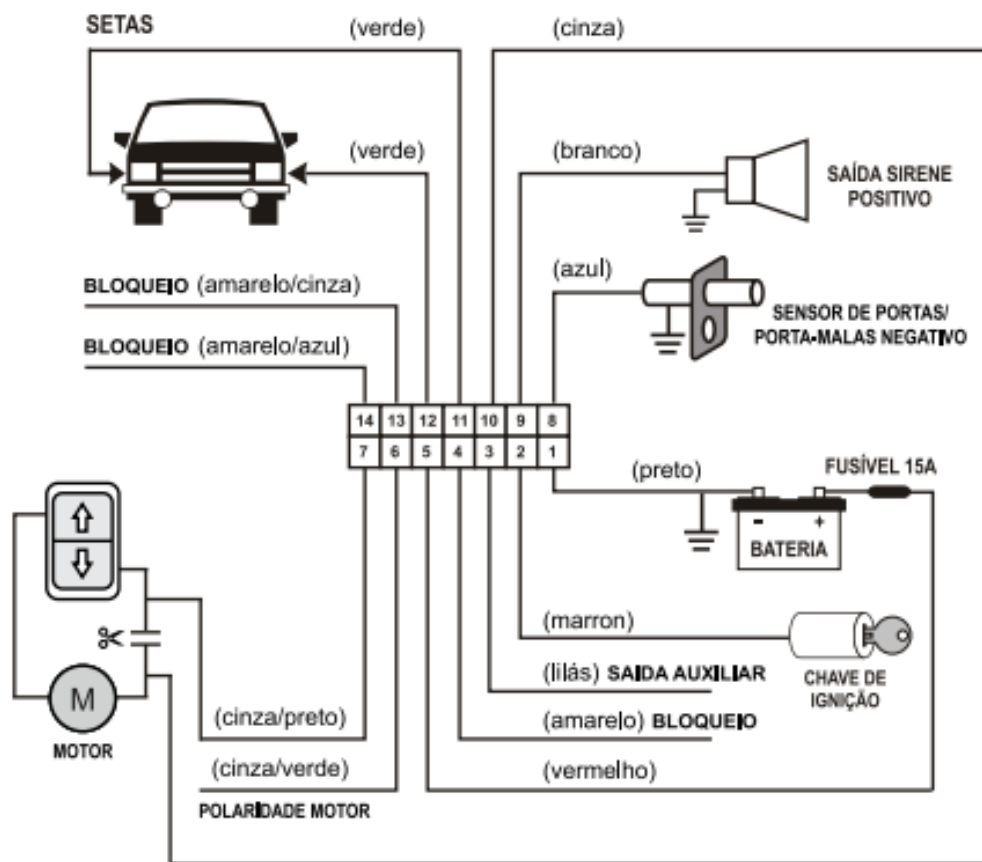 SETAS
(verde)
(cinza)
(verde)
(branco)
SAÍDA SIRENE
POSITIVO
BLOQUEIO (amarelo/cinza)
(azul)
SENSOR DE PORTAS/
PORTA-MALAS NEGATIVO
BLOQUEIO (amarelo/azul)
14 13 12 11 10 9 8
7 6 5 4 3 2 1
(preto)
FUSÍVEL 15A
- +
BATERIA
(marron)
CHAVE DE
IGNIÇÃO
(lilás) SAIDA AUXILIAR
M
MOTOR
(cinza/preto)
(amarelo) BLOQUEIO
(cinza/verde)
(vermelho)
POLARIDADE MOTOR